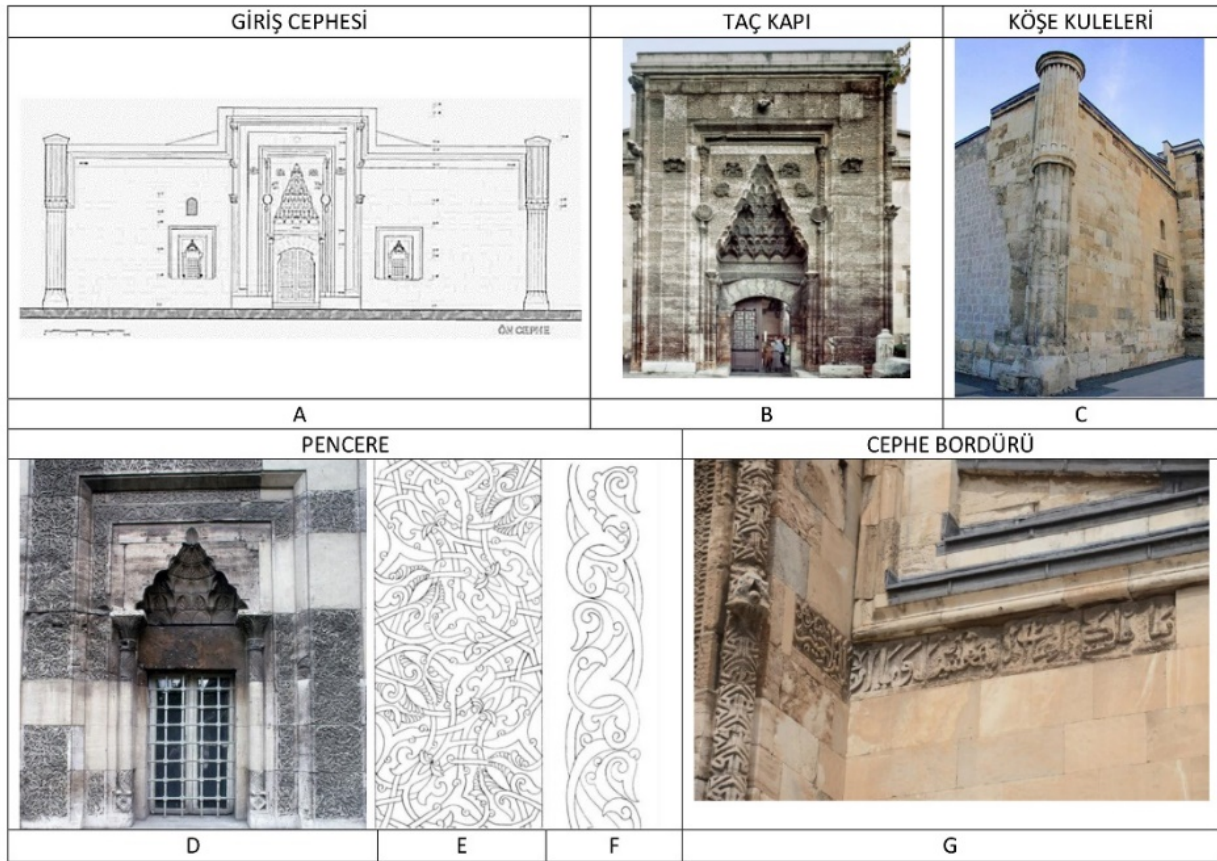 GİRİŞ CEPHESİ
TAÇ KAPI
KÖŞE KULELERİ
ÖN CEPHE
A
B
C
PENCERE
CEPHE BORDÜRÜ
D
E
F
G